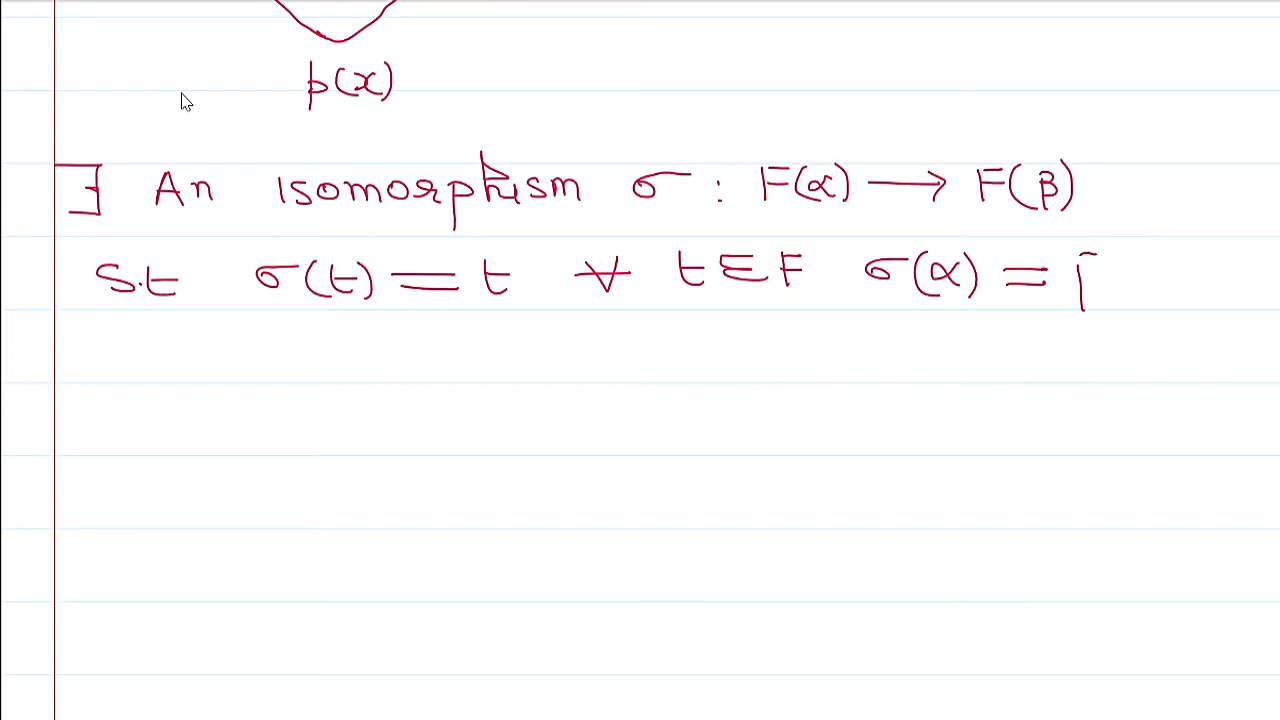 p(x)
∃ An isomorphism σ : F(α) ⟶ F(β)
S.t σ(t) = t ∀ t ∈ F σ(α) =